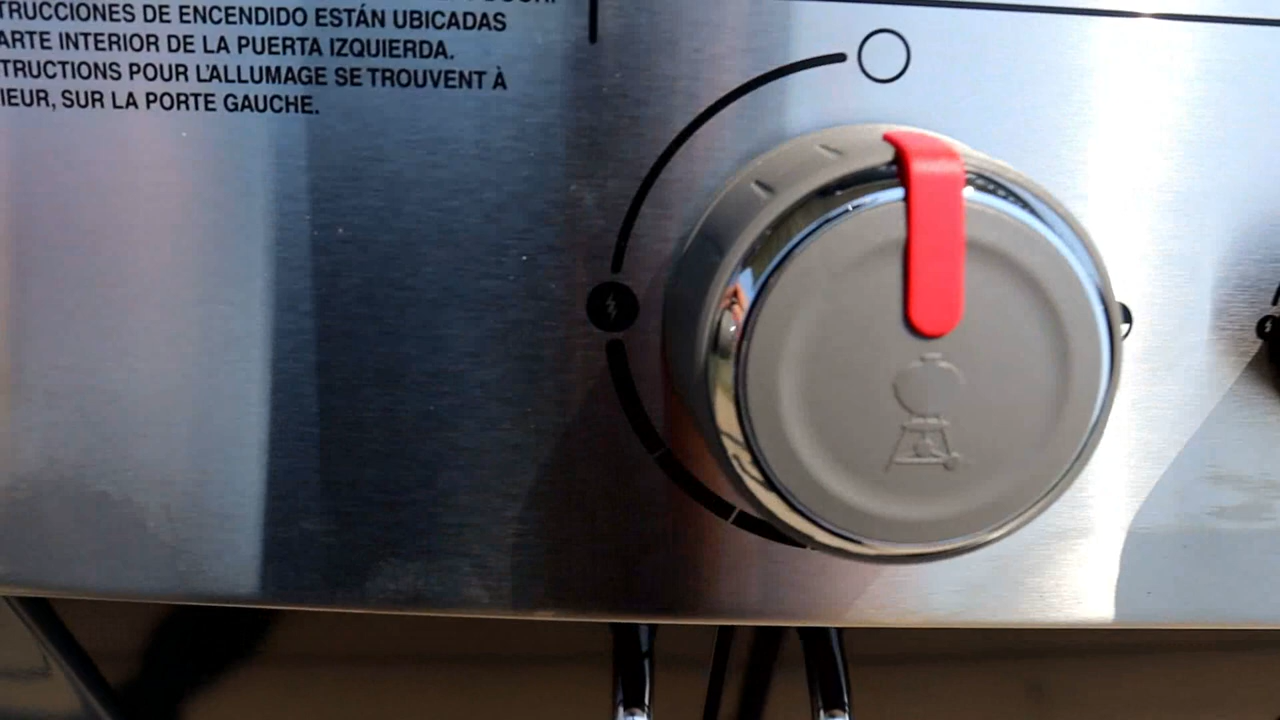 TRUCCIONES DE ENCENDIDO ESTÁN UBICADAS
ARTE INTERIOR DE LA PUERTA IZQUIERDA.
TRUCTIONS POUR L'ALLUMAGE SE TROUVENT À
IEUR, SUR LA PORTE GAUCHE.